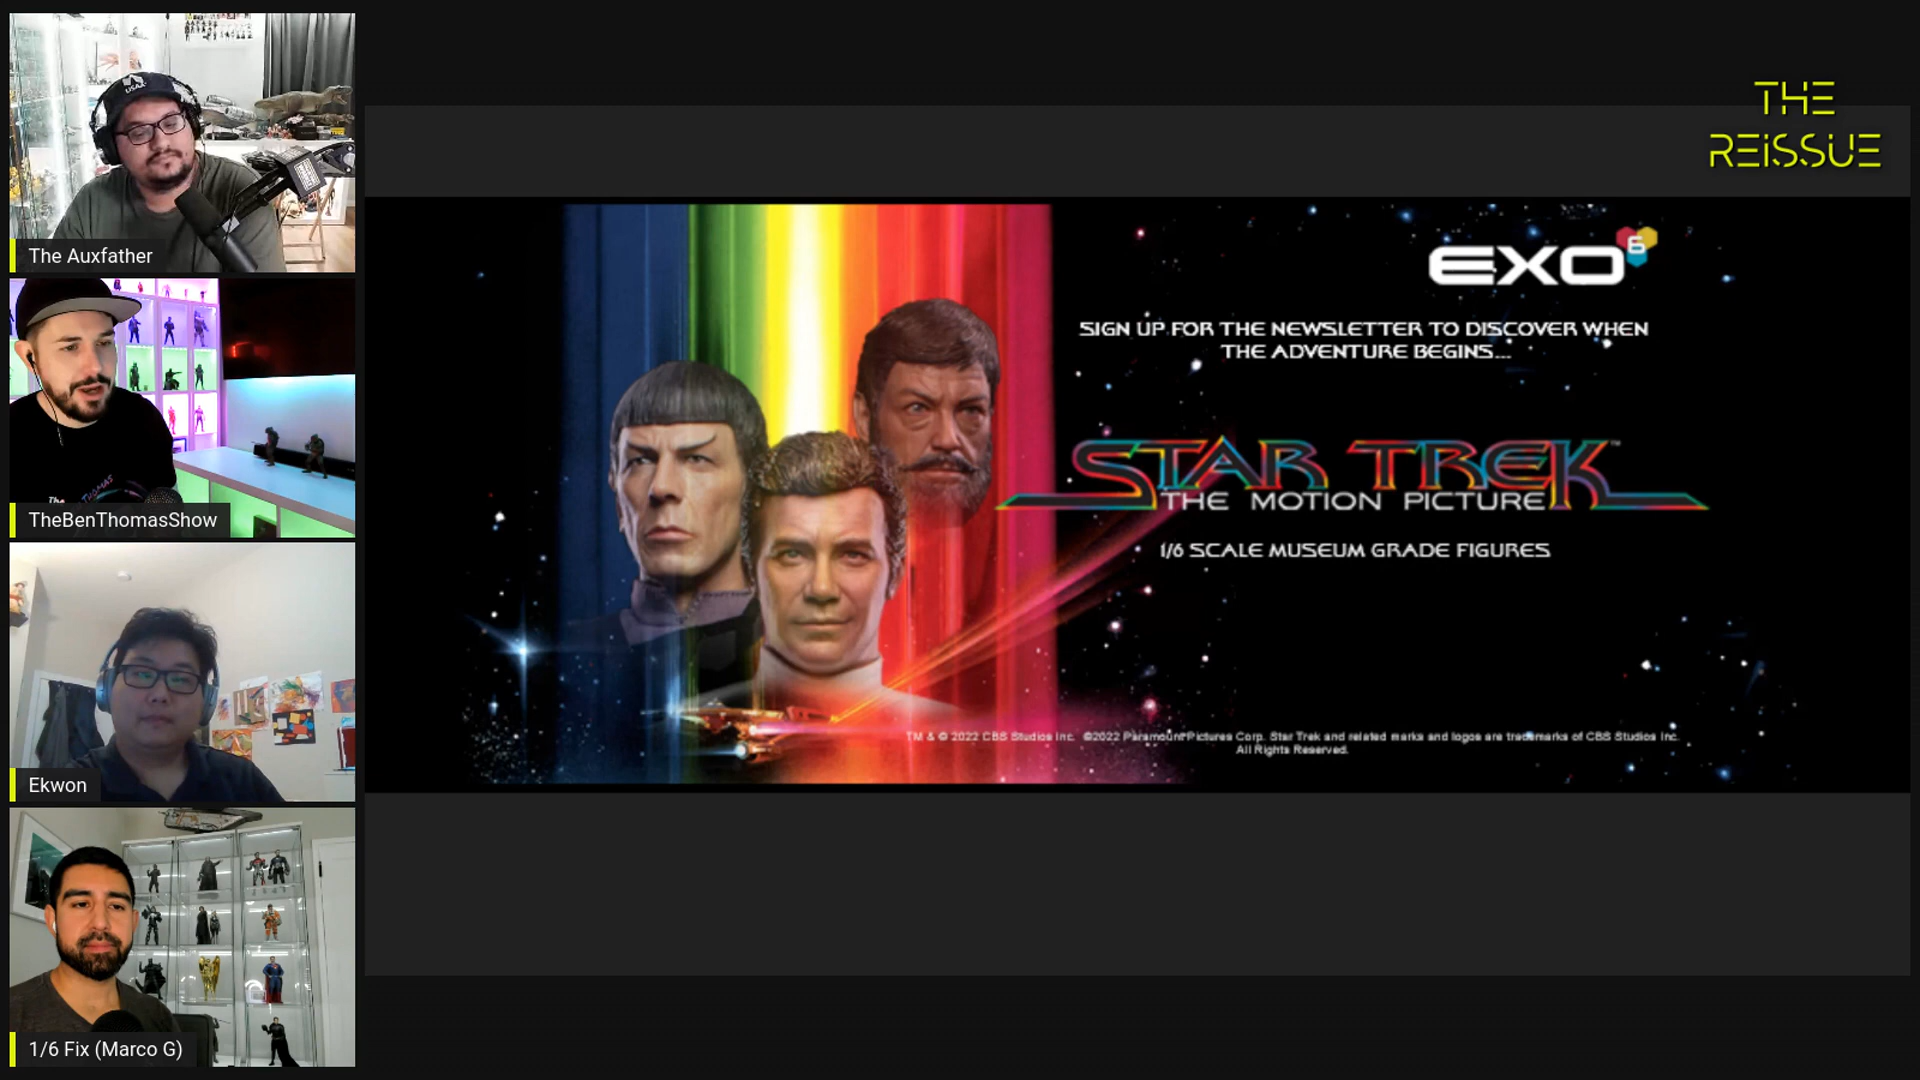 The Auxfather
TheBenThomasShow
Ekwon
1/6 Fix (Marco G)
THE
REISSUE
EXO 6
SIGN UP FOR THE NEWSLETTER TO DISCOVER WHEN
THE ADVENTURE BEGINS...
STAR TREK™
THE MOTION PICTURE
1/6 SCALE MUSEUM GRADE FIGURES
TM & © 2022 CBS Studios Inc. ©2022 Paramount Pictures Corp. Star Trek and related marks and logos are trademarks of CBS Studios Inc.
All Rights Reserved.